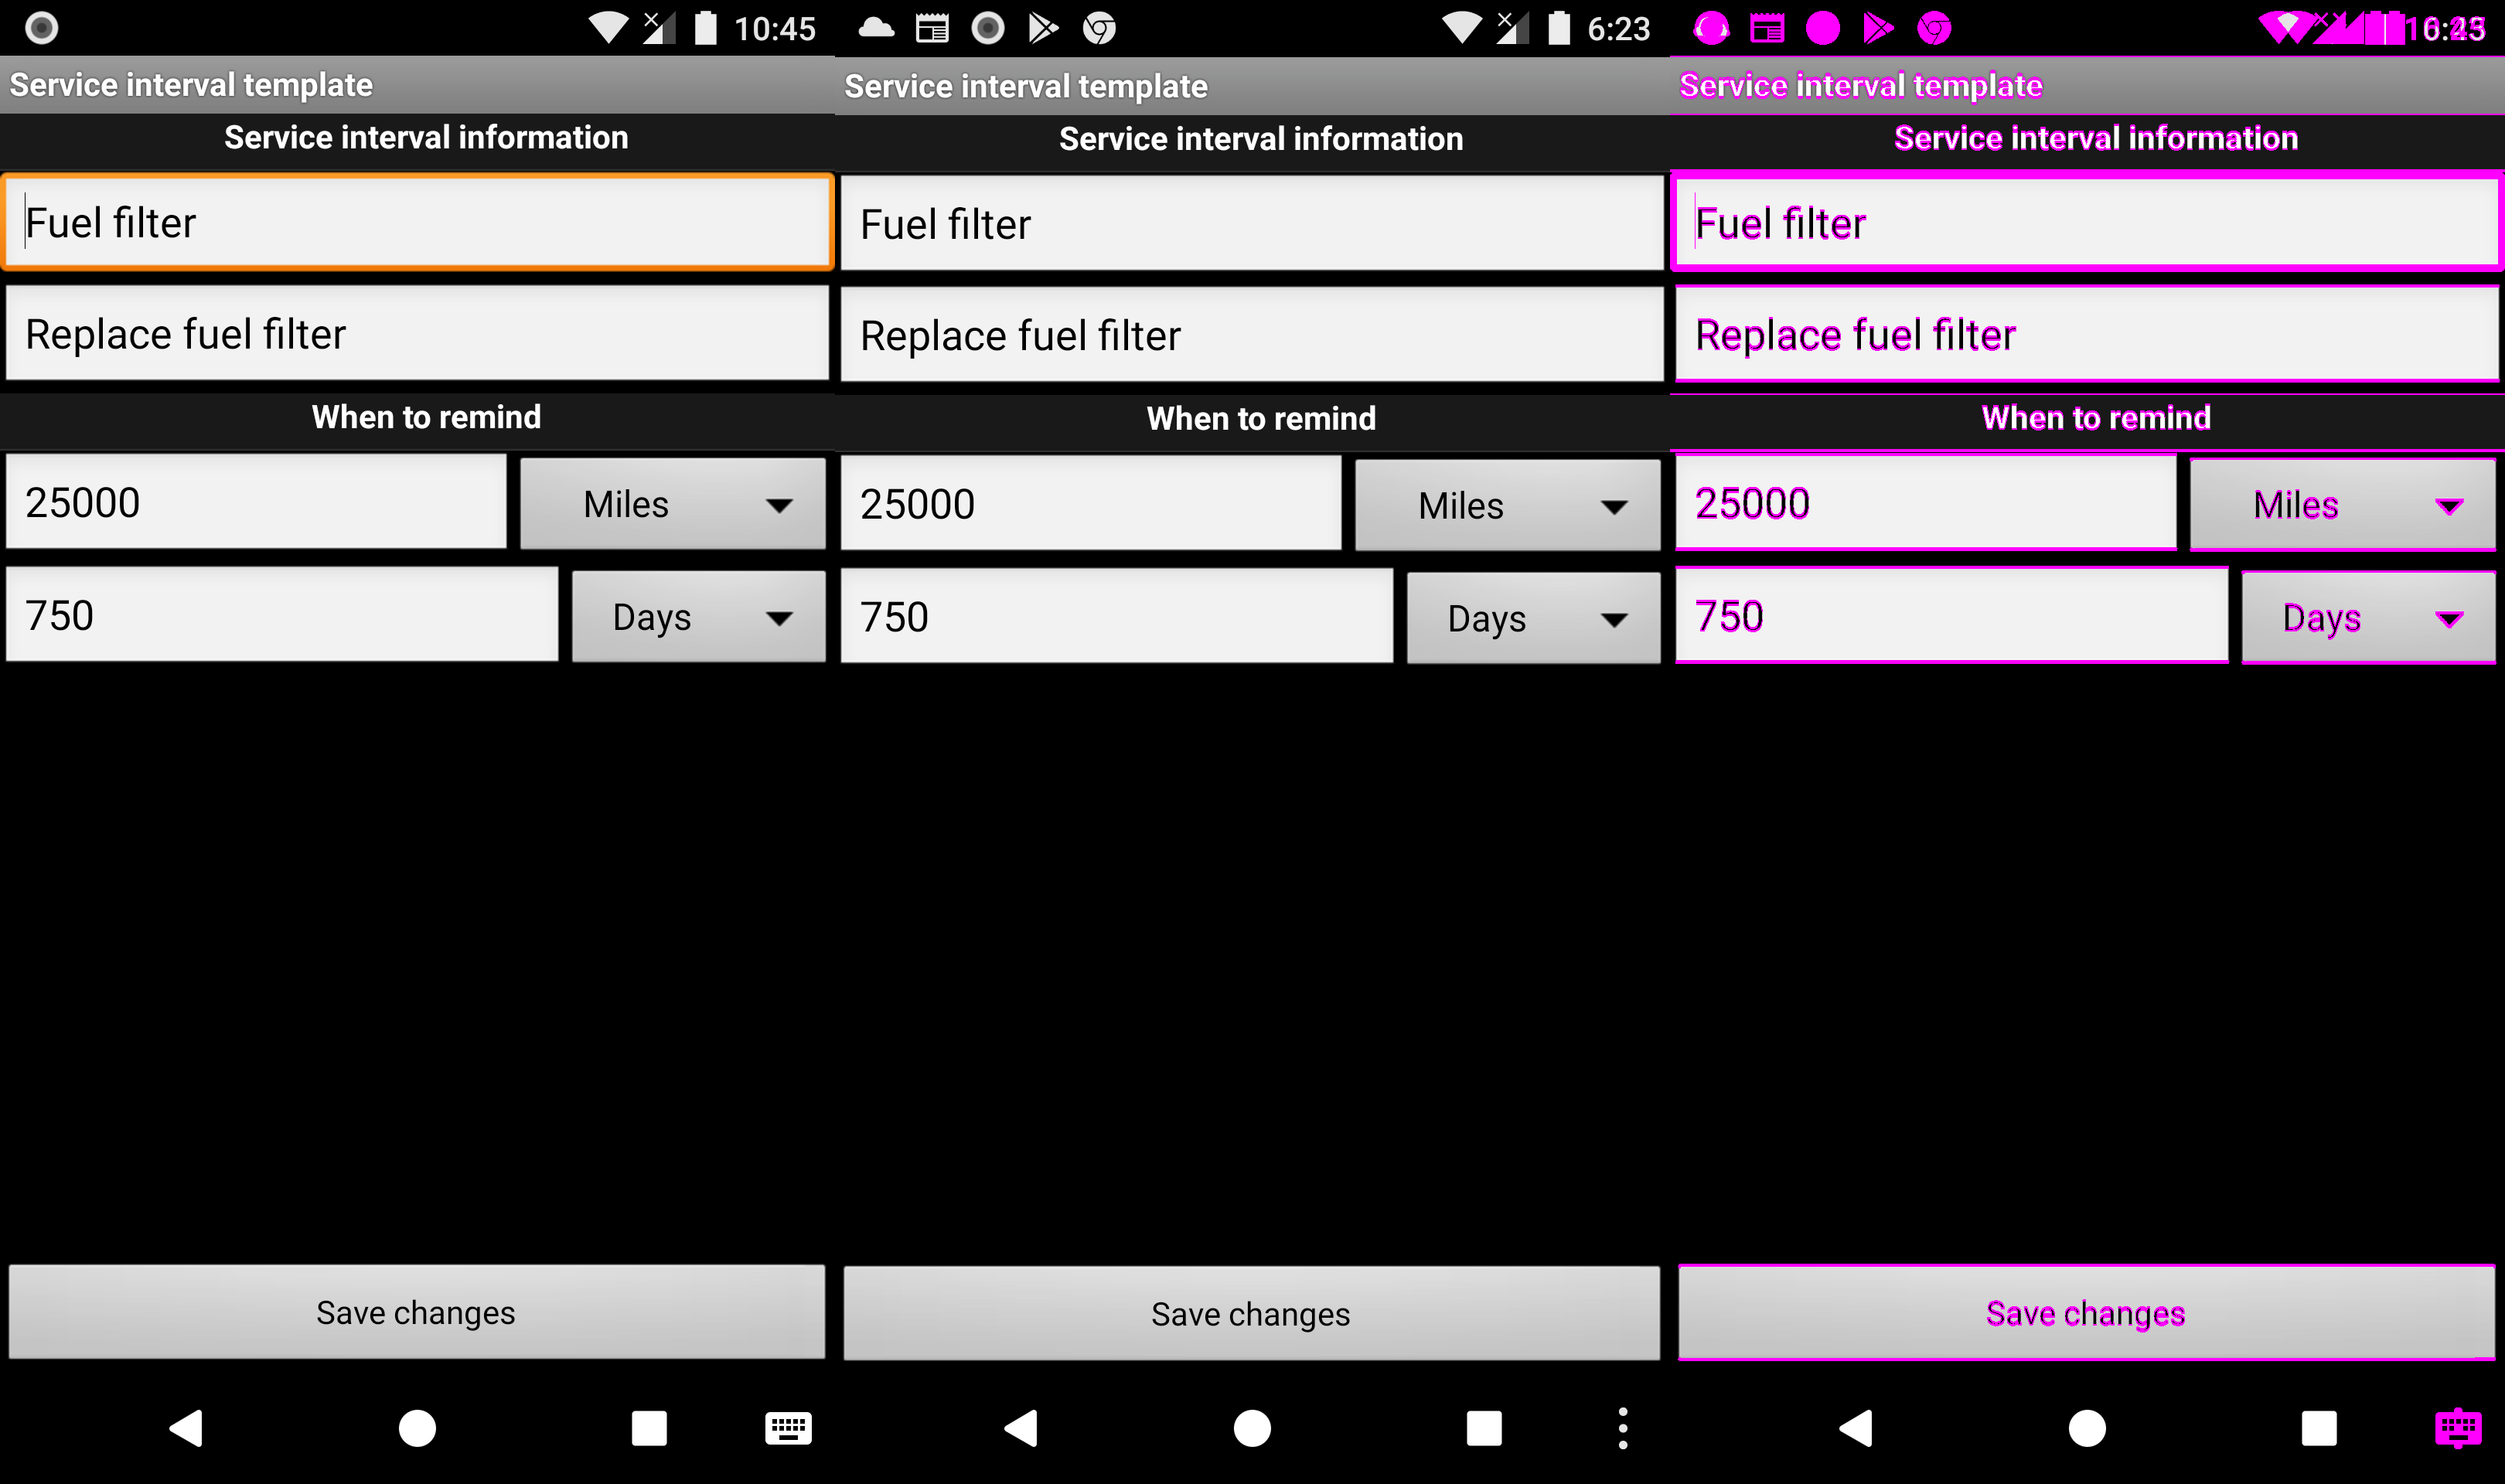 10:45
Service interval template
Service interval information
Fuel filter
Replace fuel filter
When to remind
25000
Miles
750
Days
Save changes
6:23
Service interval template
Service interval information
Fuel filter
Replace fuel filter
When to remind
25000
Miles
750
Days
Save changes
Service interval template
Service interval information
Fuel filter
Replace fuel filter
When to remind
25000
Miles
750
Days
Save changes